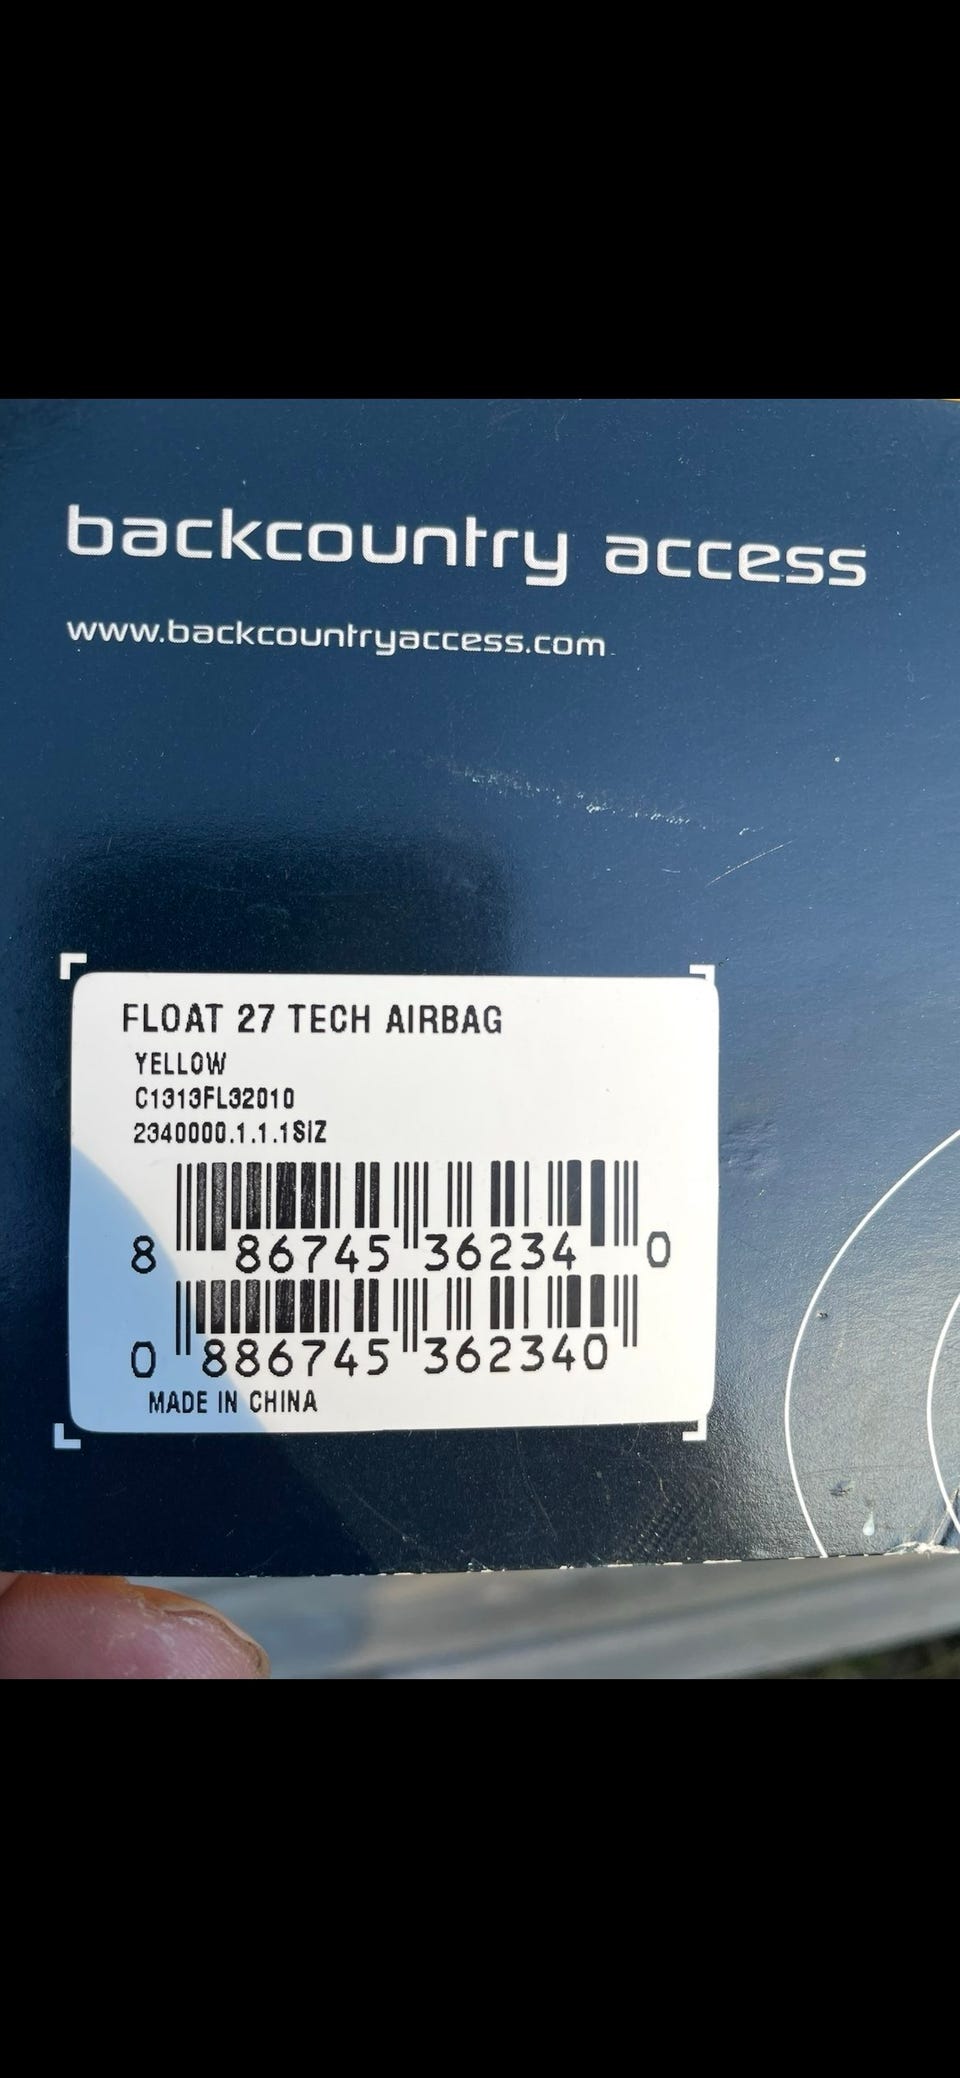 backcountry access
www.backcountryaccess.com
FLOAT 27 TECH AIRBAG
YELLOW
C1313FL32010
2340000.1.1.1SIZ
8 86745 36234 0
0 886745 362340
MADE IN CHINA